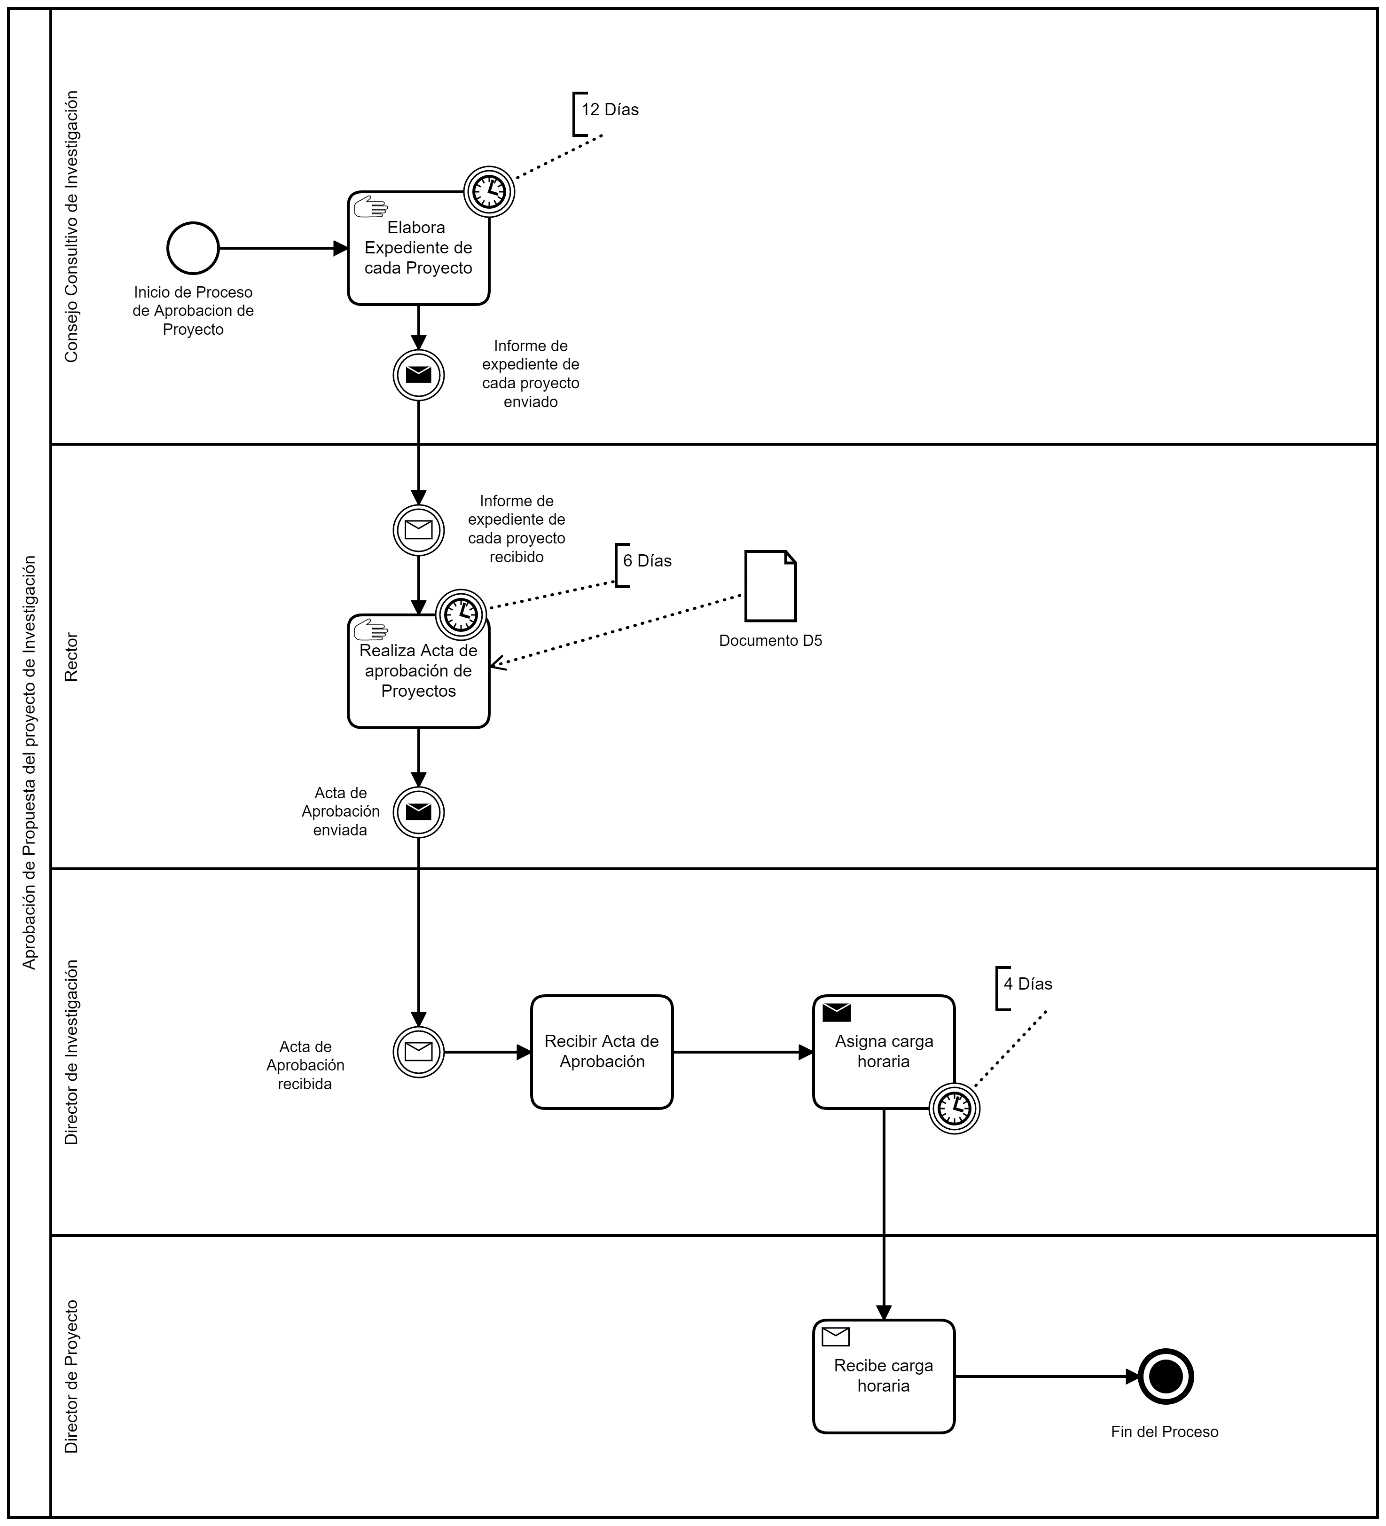 Aprobación de Propuesta del proyecto de Investigación
Consejo Consultivo de Investigación
12 Días
Elabora
Expediente de
cada Proyecto
Inicio de Proceso
de Aprobacion de
Proyecto
Informe de
expediente de
cada proyecto
enviado
Rector
Informe de
expediente de
cada proyecto
recibido
6 Días
Documento D5
Realiza Acta de
aprobación de
Proyectos
Acta de
Aprobación
enviada
Director de Investigación
4 Días
Acta de
Aprobación
recibida
Recibir Acta de
Aprobación
Asigna carga
horaria
Director de Proyecto
Recibe carga
horaria
Fin del Proceso